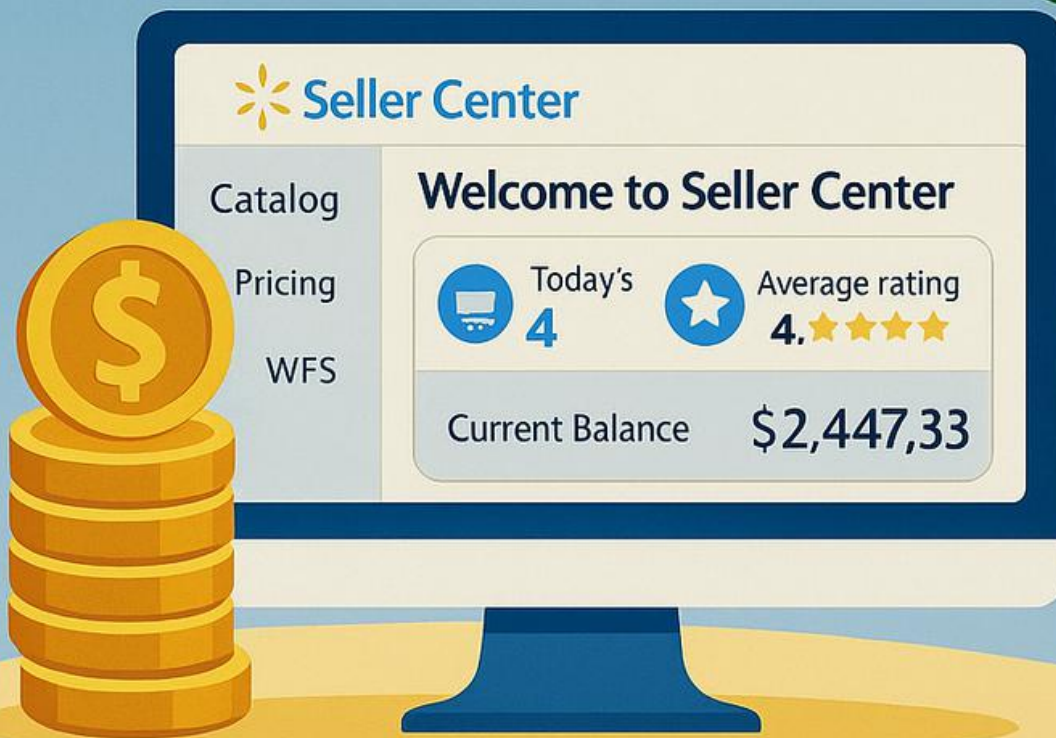 Seller Center
Catalog
Pricing
WFS
Welcome to Seller Center
Today's
4
Average rating
4.
Current Balance
$2,447,33
$